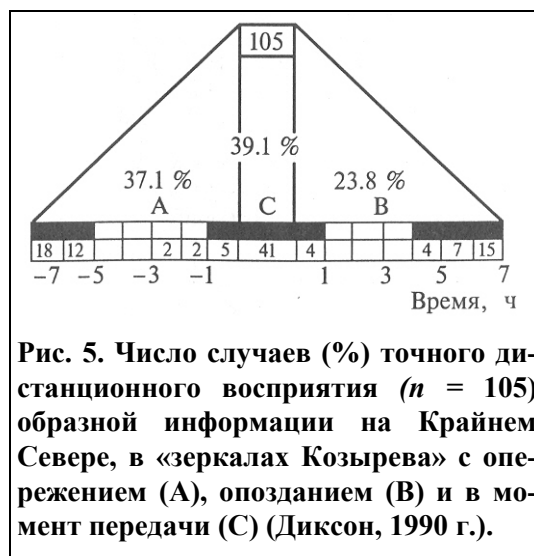 105
39.1 %
37.1 %
23.8 %
А
С
В
18 12 2 2 5 41 4 4 7 15
−7 −5 −3 −1 1 3 5 7
Время, ч
Рис. 5. Число случаев (%) точного ди-
станционного восприятия (n = 105)
образной информации на Крайнем
Севере, в «зеркалах Козырева» с опе-
режением (А), опозданием (В) и в мо-
мент передачи (С) (Диксон, 1990 г.).